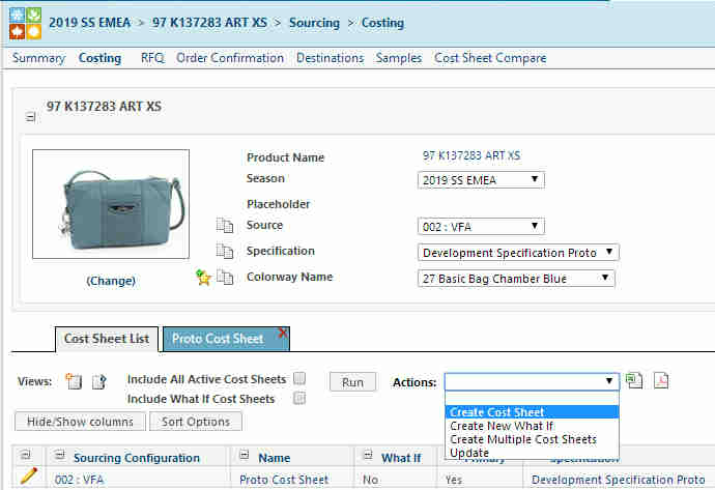 2019 SS EMEA > 97 K137283 ART XS > Sourcing > Costing
Summary Costing RFQ Order Confirmation Destinations Samples Cost Sheet Compare
97 K137283 ART XS
Product Name 97 K137283 ART XS
Season 2019 SS EMEA
Placeholder
Source 002 : VFA
Specification Development Specification Proto
(Change) Colorway Name 27 Basic Bag Chamber Blue
Cost Sheet List Proto Cost Sheet X
Views: Include All Active Cost Sheets Run Actions:
Include What If Cost Sheets
Create Cost Sheet
Hide/Show columns Sort Options Create New What If
Create Multiple Cost Sheets
Update
Sourcing Configuration Name What If Primary Specification
002 : VFA Proto Cost Sheet No Yes Development Specification Proto